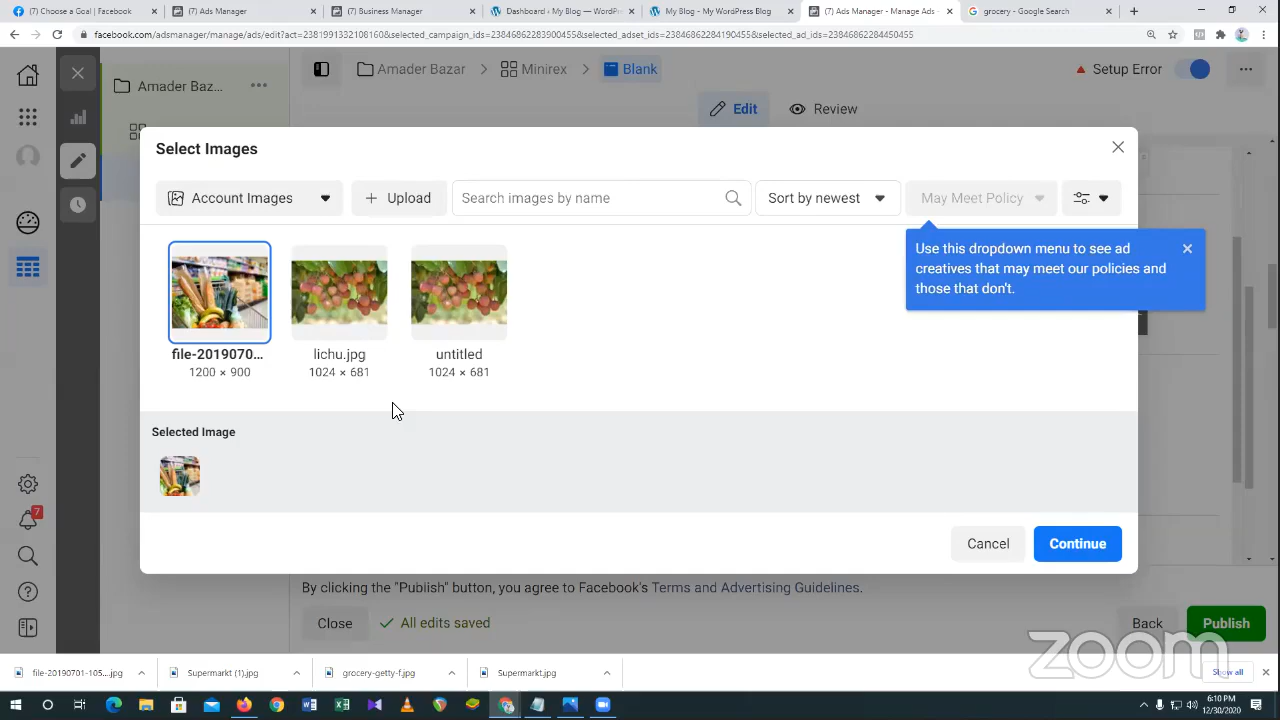 (7) Choose a Goal | Facebook
(7) Ads Manager
(7) Business Manager
Dashboard ‹ My Blog — WordPr
My Blog – My WordPress Blog
(7) Ads Manager - Manage Ads -
grocery - Google Search
facebook.com/adsmanager/manage/ads/edit?act=2381991332108160&selected_campaign_ids=23846862283900455&selected_adset_ids=23846862284190455&selected_ad_ids=23846862284450455
Amader Baz...
Amader Bazar
Minirex
Blank
Setup Error
Edit
Review
Select Images
Account Images
Upload
Search images by name
Sort by newest
May Meet Policy
Use this dropdown menu to see ad
creatives that may meet our policies and
those that don't.
file-2019070...
lichu.jpg
untitled
1200 × 900
1024 × 681
1024 × 681
Selected Image
Cancel
Continue
7
By clicking the "Publish" button, you agree to Facebook's Terms and Advertising Guidelines.
Close
All edits saved
Back
Publish
zoom
file-20190701-105....jpg
Supermarkt (1).jpg
grocery-getty-f.jpg
Supermarkt.jpg
Show all
6:10 PM
12/30/2020